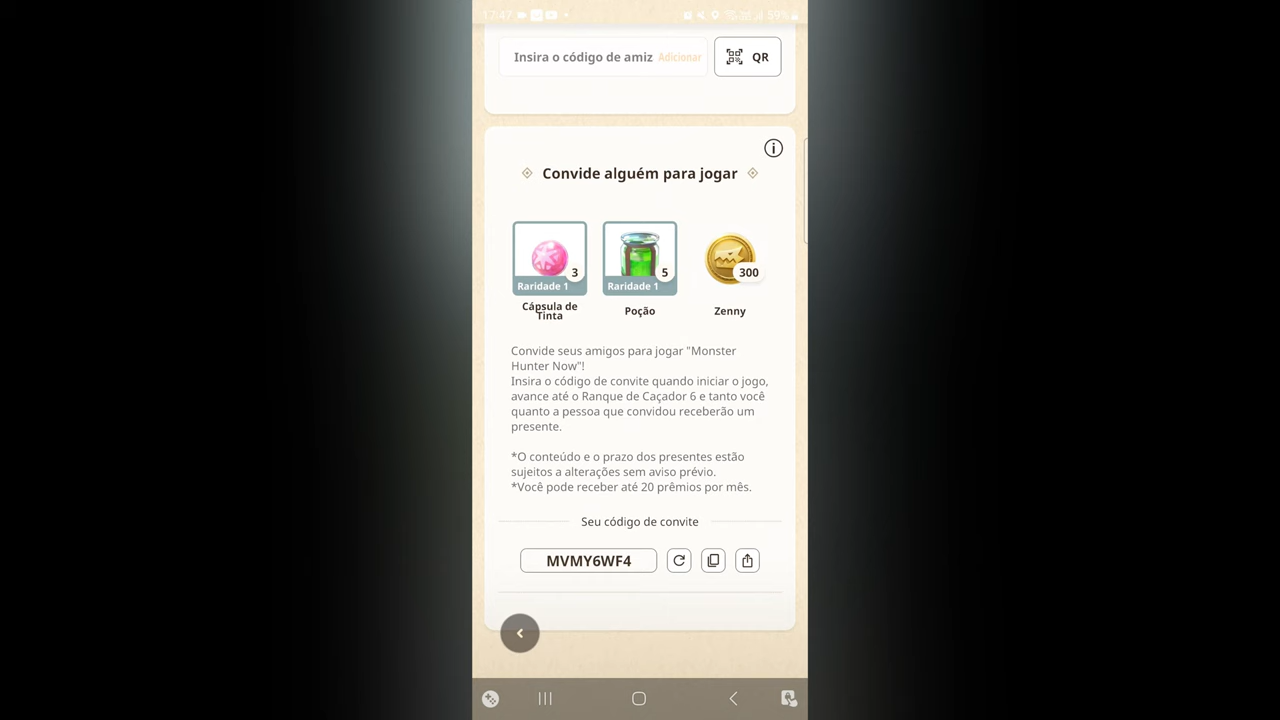 17:47
59%
Insira o código de amiz Adicionar
QR
Convide alguém para jogar
3
5
300
Raridade 1
Raridade 1
Cápsula de
Tinta
Poção
Zenny
Convide seus amigos para jogar "Monster
Hunter Now"!
Insira o código de convite quando iniciar o jogo,
avance até o Ranque de Caçador 6 e tanto você
quanto a pessoa que convidou receberão um
presente.
*O conteúdo e o prazo dos presentes estão
sujeitos a alterações sem aviso prévio.
*Você pode receber até 20 prêmios por mês.
Seu código de convite
MVMY6WF4